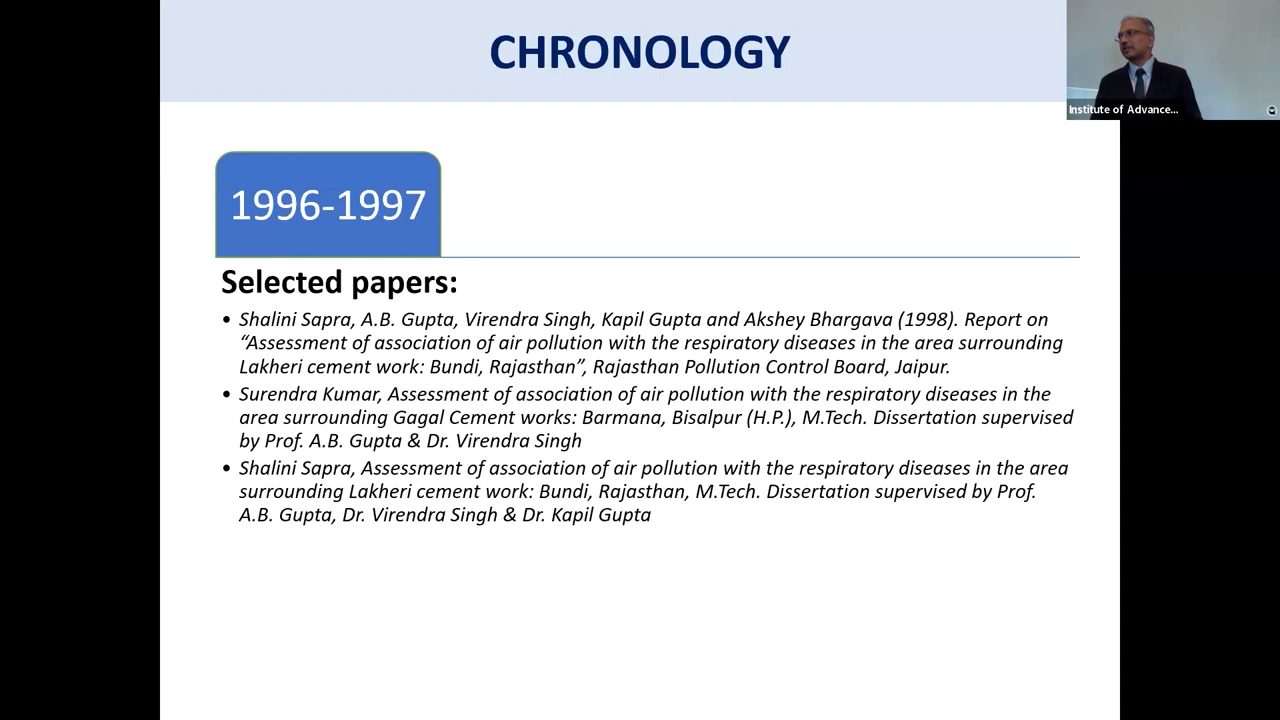 CHRONOLOGY
Institute of Advance...
1996-1997
Selected papers:
• Shalini Sapra, A.B. Gupta, Virendra Singh, Kapil Gupta and Akshey Bhargava (1998). Report on
“Assessment of association of air pollution with the respiratory diseases in the area surrounding
Lakheri cement work: Bundi, Rajasthan”, Rajasthan Pollution Control Board, Jaipur.
• Surendra Kumar, Assessment of association of air pollution with the respiratory diseases in the
area surrounding Gagal Cement works: Barmana, Bisalpur (H.P.), M.Tech. Dissertation supervised
by Prof. A.B. Gupta & Dr. Virendra Singh
• Shalini Sapra, Assessment of association of air pollution with the respiratory diseases in the area
surrounding Lakheri cement work: Bundi, Rajasthan, M.Tech. Dissertation supervised by Prof.
A.B. Gupta, Dr. Virendra Singh & Dr. Kapil Gupta